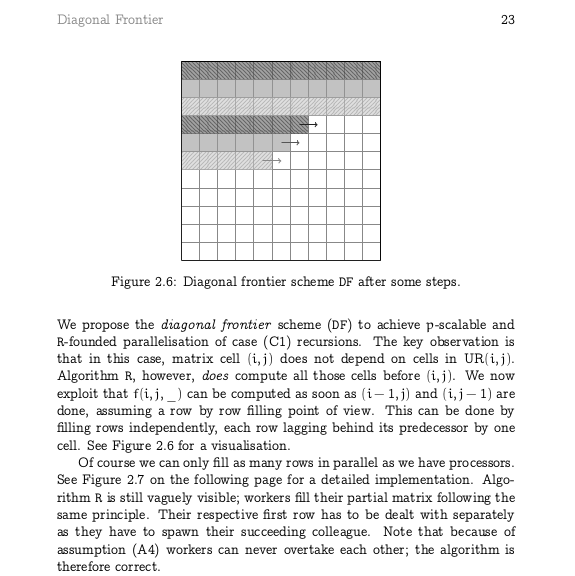 Diagonal Frontier 23
Figure 2.6: Diagonal frontier scheme DF after some steps.
We propose the diagonal frontier scheme (DF) to achieve p-scalable and
R-founded parallelisation of case (C1) recursions. The key observation is
that in this case, matrix cell (i, j) does not depend on cells in UR(i, j).
Algorithm R, however, does compute all those cells before (i, j). We now
exploit that f(i, j, _) can be computed as soon as (i − 1, j) and (i, j − 1) are
done, assuming a row by row filling point of view. This can be done by
filling rows independently, each row lagging behind its predecessor by one
cell. See Figure 2.6 for a visualisation.
Of course we can only fill as many rows in parallel as we have processors.
See Figure 2.7 on the following page for a detailed implementation. Algo-
rithm R is still vaguely visible; workers fill their partial matrix following the
same principle. Their respective first row has to be dealt with separately
as they have to spawn their succeeding colleague. Note that because of
assumption (A4) workers can never overtake each other; the algorithm is
therefore correct.